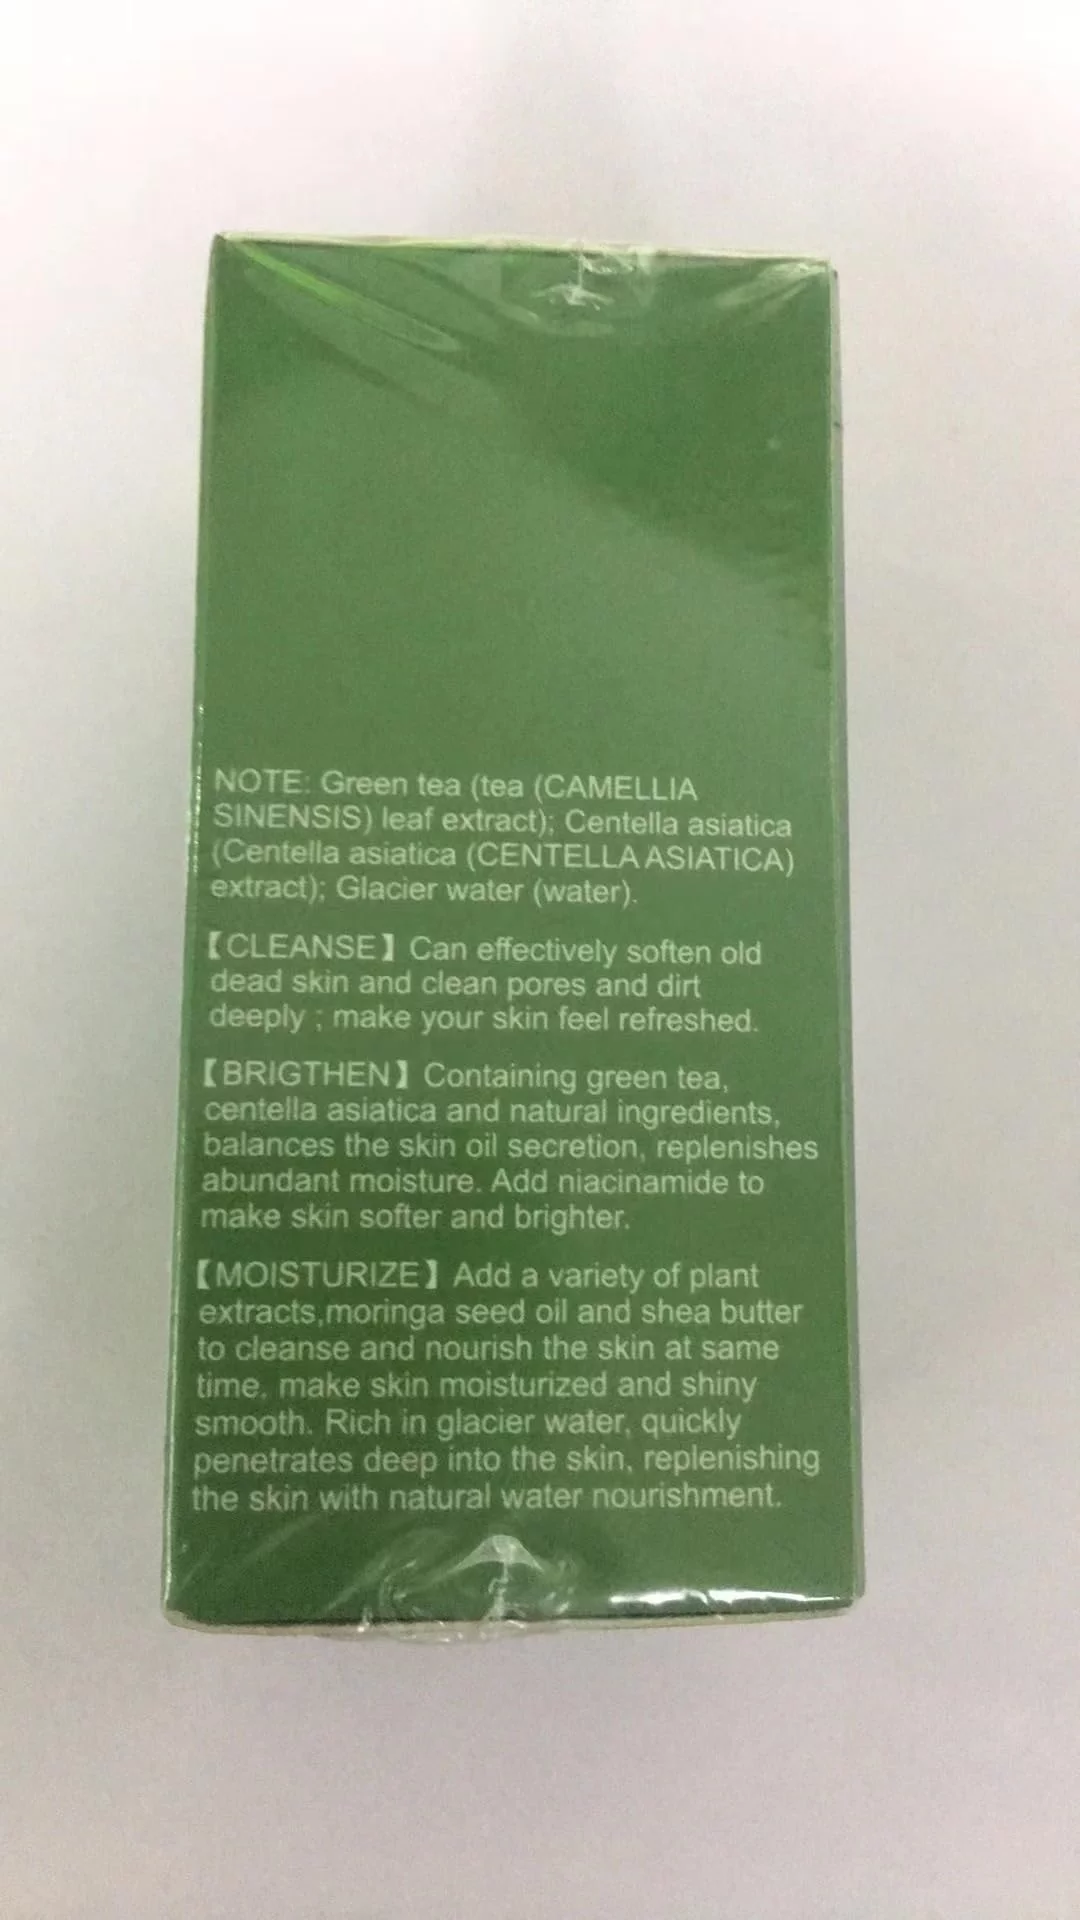 NOTE: Green tea (tea (CAMELLIA
SINENSIS) leaf extract); Centella asiatica
(Centella asiatica (CENTELLA ASIATICA)
extract); Glacier water (water).
【CLEANSE】Can effectively soften old
dead skin and clean pores and dirt
deeply ; make your skin feel refreshed.
【BRIGTHEN】Containing green tea,
centella asiatica and natural ingredients,
balances the skin oil secretion, replenishes
abundant moisture. Add niacinamide to
make skin softer and brighter.
【MOISTURIZE】Add a variety of plant
extracts,moringa seed oil and shea butter
to cleanse and nourish the skin at same
time, make skin moisturized and shiny
smooth. Rich in glacier water, quickly
penetrates deep into the skin, replenishing
the skin with natural water nourishment.